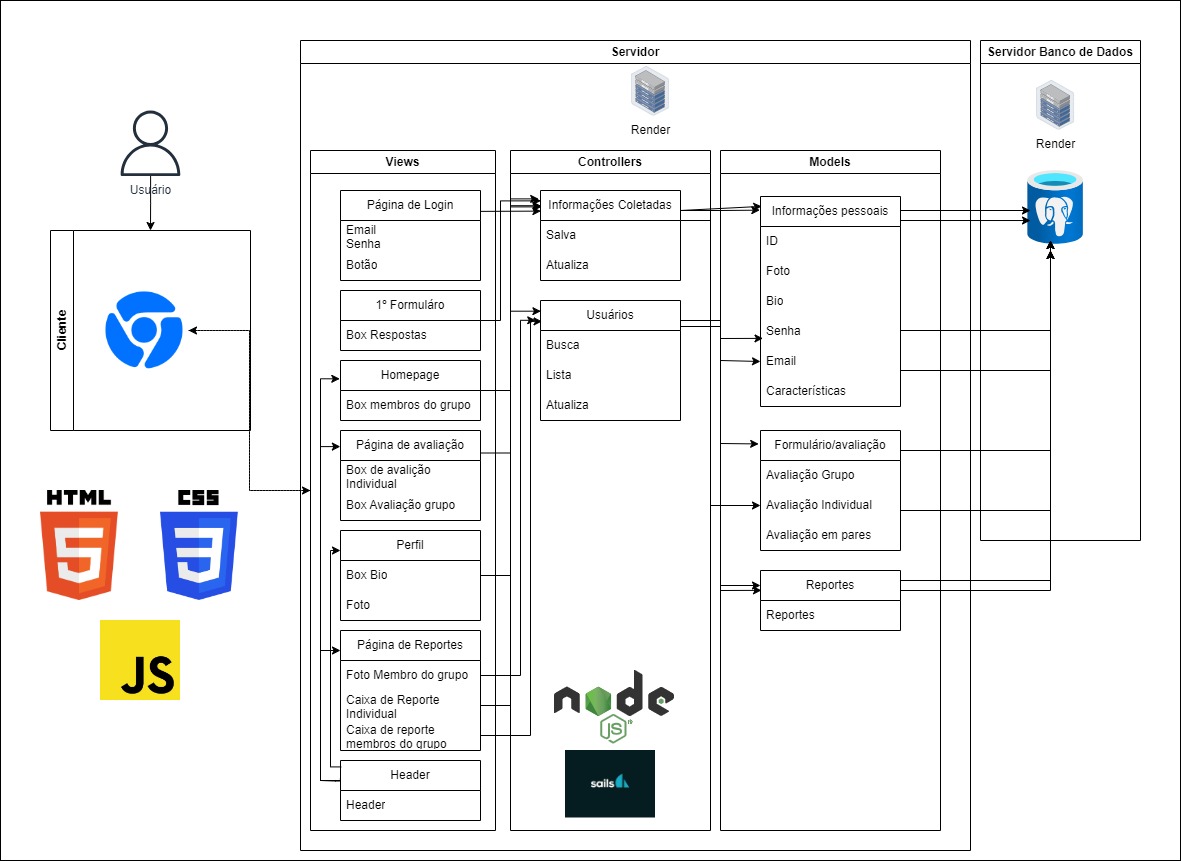 Servidor
Render
Servidor Banco de Dados
Render
Usuário
Cliente
HTML
5
CSS
3
JS
Views
Página de Login
Email
Senha
Botão
1º Formuláro
Box Respostas
Homepage
Box membros do grupo
Página de avaliação
Box de avalição
Individual
Box Avaliação grupo
Perfil
Box Bio
Foto
Página de Reportes
Foto Membro do grupo
Caixa de Reporte
Individual
Caixa de reporte
membros do grupo
Header
Header
Controllers
Informações Coletadas
Salva
Atualiza
Usuários
Busca
Lista
Atualiza
node
JS
sails
Models
Informações pessoais
ID
Foto
Bio
Senha
Email
Características
Formulário/avaliação
Avaliação Grupo
Avaliação Individual
Avaliação em pares
Reportes
Reportes